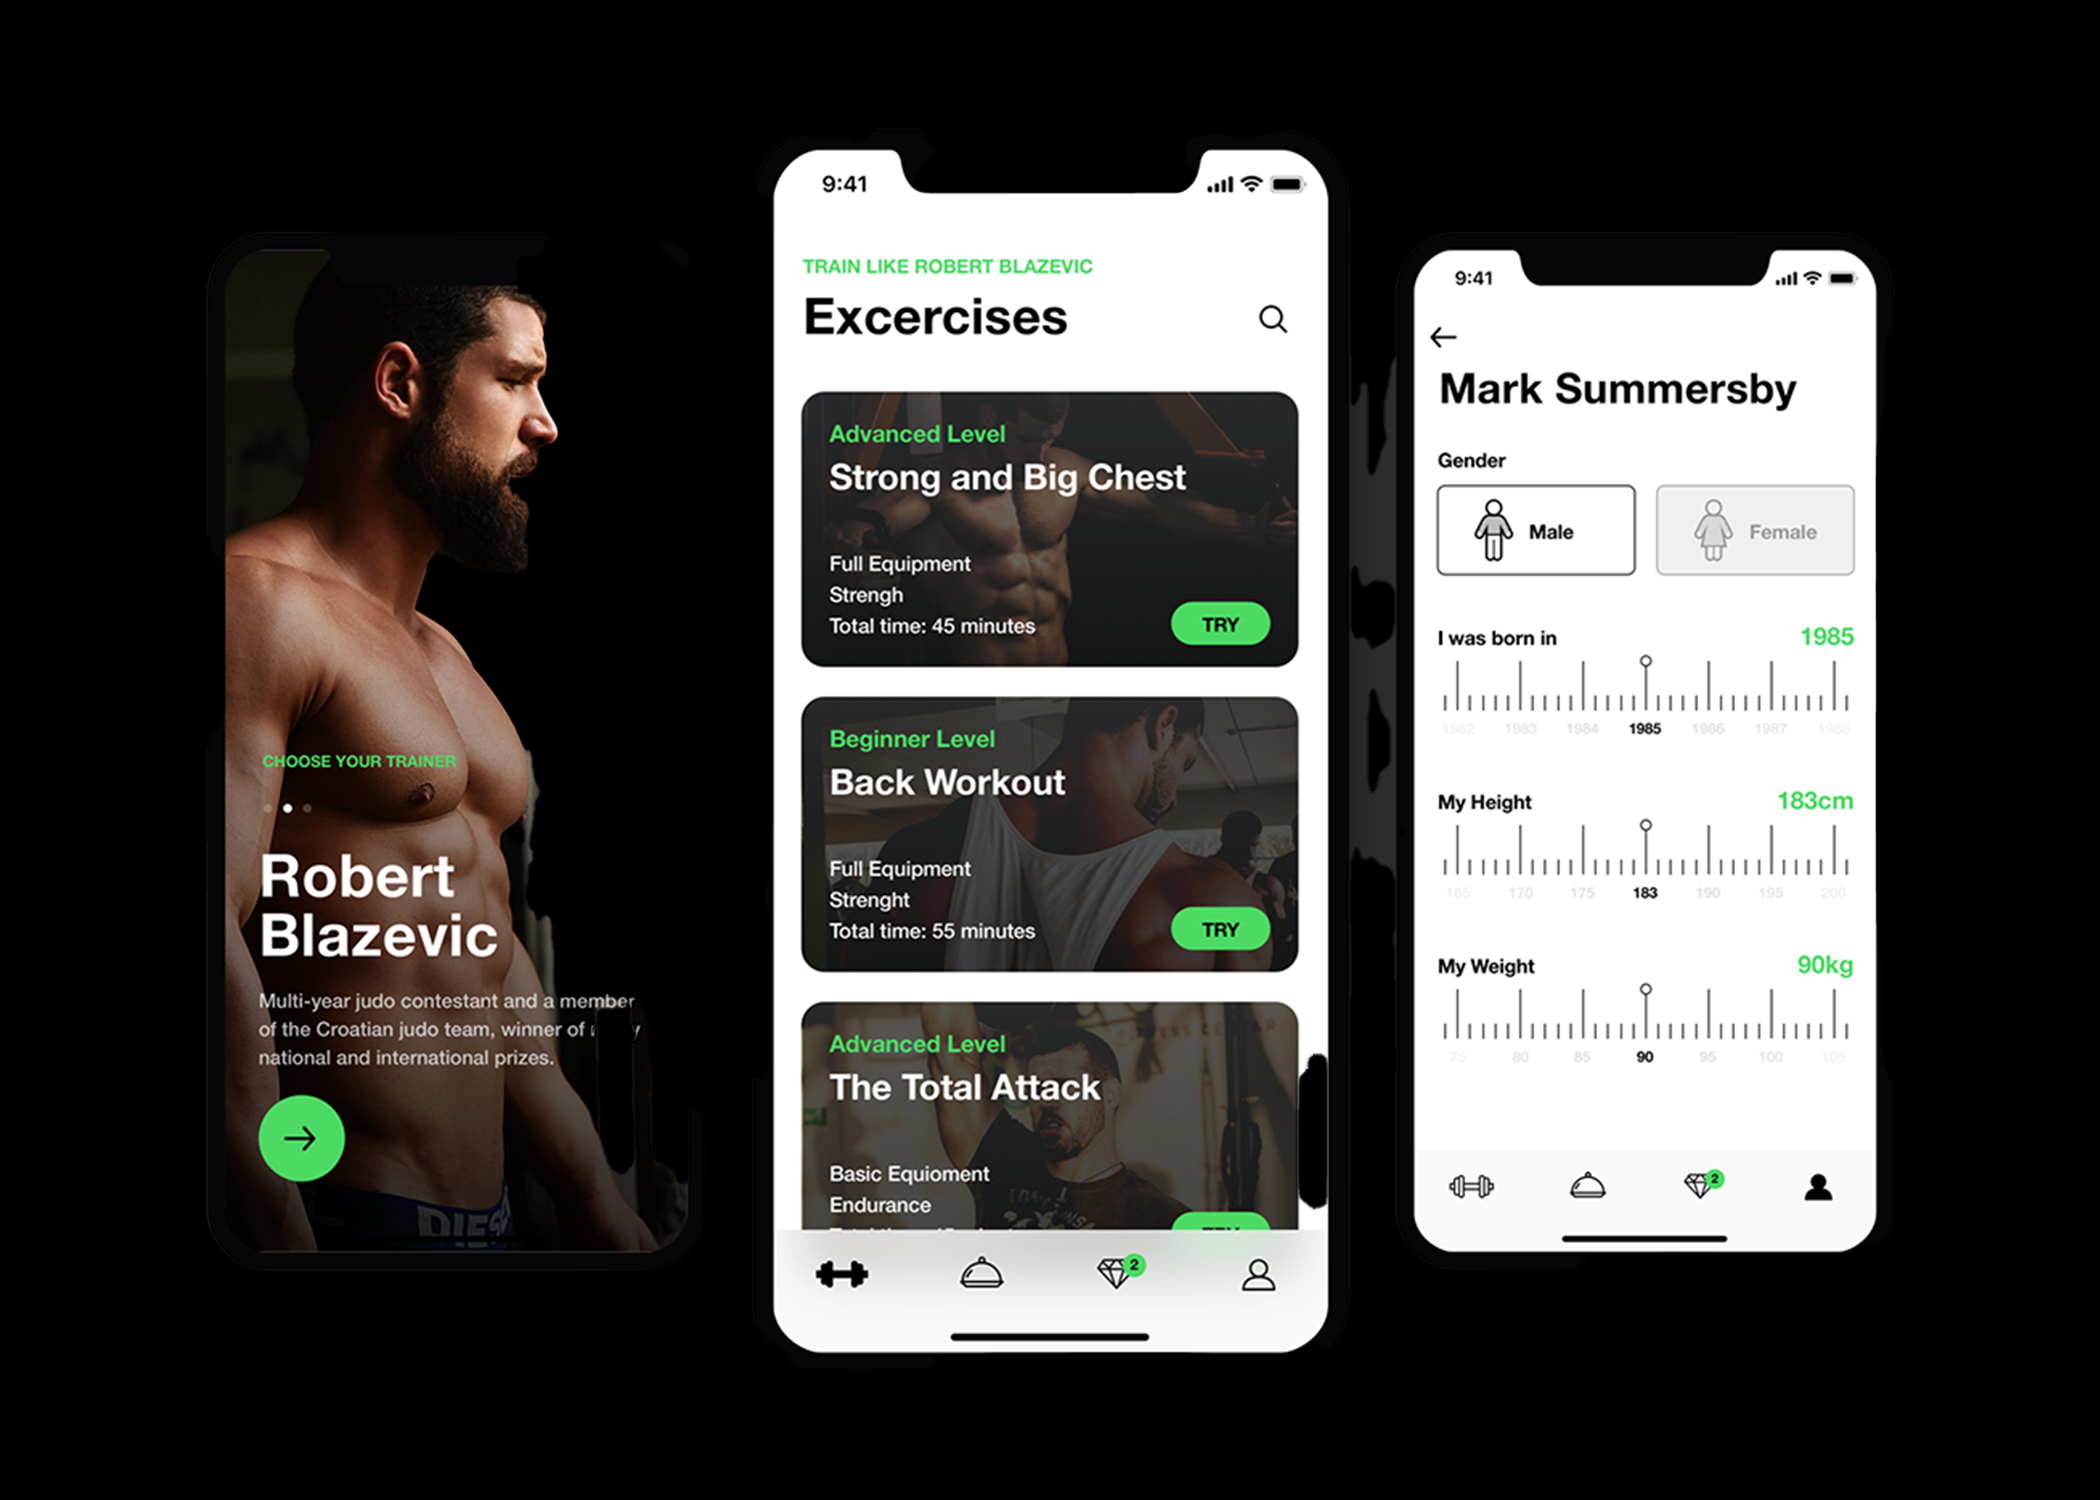 CHOOSE YOUR TRAINER
Robert
Blazevic
Multi-year judo contestant and a member
of the Croatian judo team, winner of
national and international prizes.
9:41
TRAIN LIKE ROBERT BLAZEVIC
Excercises
Advanced Level
Strong and Big Chest
Full Equipment
Strengh
Total time: 45 minutes
TRY
Beginner Level
Back Workout
Full Equipment
Strenght
Total time: 55 minutes
TRY
Advanced Level
The Total Attack
Basic Equioment
Endurance
2
9:41
Mark Summersby
Gender
Male Female
I was born in 1985
1982 1983 1984 1985 1986 1987 1988
My Height 183cm
165 170 175 183 190 195 200
My Weight 90kg
75 80 85 90 95 100 105
2